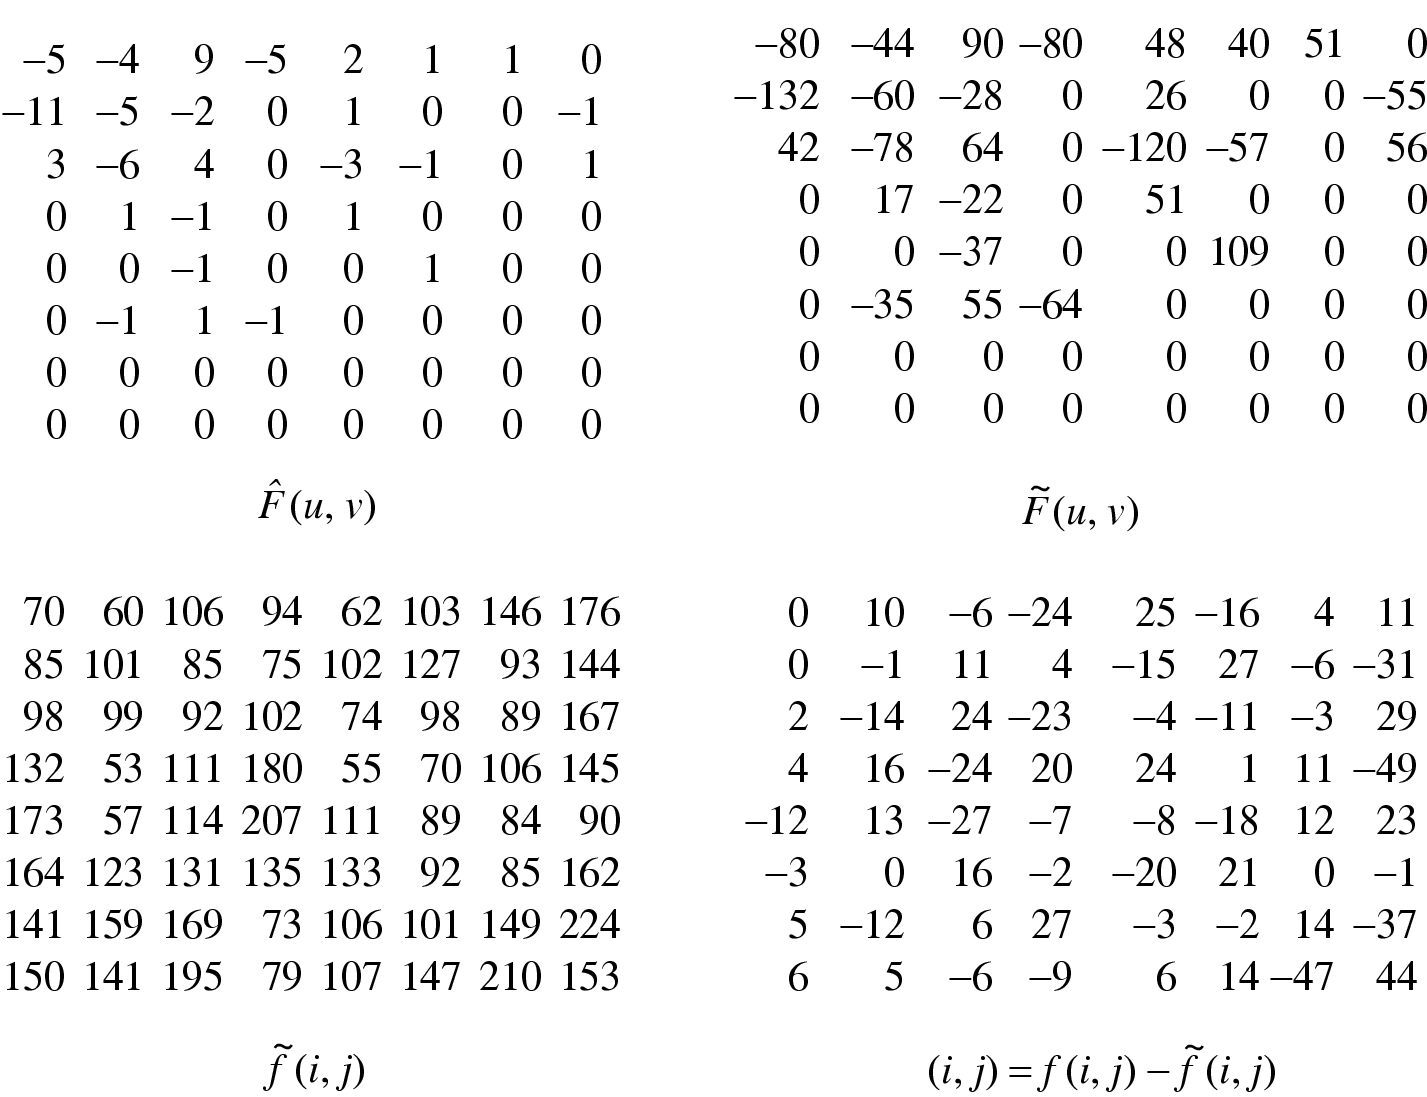 −5 −4 9 −5 2 1 1 0
−11 −5 −2 0 1 0 0 −1
3 −6 4 0 −3 −1 0 1
0 1 −1 0 1 0 0 0
0 0 −1 0 0 1 0 0
0 −1 1 −1 0 0 0 0
0 0 0 0 0 0 0 0
0 0 0 0 0 0 0 0
F̂(u, v)
−80 −44 90 −80 48 40 51 0
−132 −60 −28 0 26 0 0 −55
42 −78 64 0 −120 −57 0 56
0 17 −22 0 51 0 0 0
0 0 −37 0 0 109 0 0
0 −35 55 −64 0 0 0 0
0 0 0 0 0 0 0 0
0 0 0 0 0 0 0 0
F̃(u, v)
70 60 106 94 62 103 146 176
85 101 85 75 102 127 93 144
98 99 92 102 74 98 89 167
132 53 111 180 55 70 106 145
173 57 114 207 111 89 84 90
164 123 131 135 133 92 85 162
141 159 169 73 106 101 149 224
150 141 195 79 107 147 210 153
f̃(i, j)
0 10 −6 −24 25 −16 4 11
0 −1 11 4 −15 27 −6 −31
2 −14 24 −23 −4 −11 −3 29
4 16 −24 20 24 1 11 −49
−12 13 −27 −7 −8 −18 12 23
−3 0 16 −2 −20 21 0 −1
5 −12 6 27 −3 −2 14 −37
6 5 −6 −9 6 14 −47 44
(i, j) = f(i, j) − f̃(i, j)